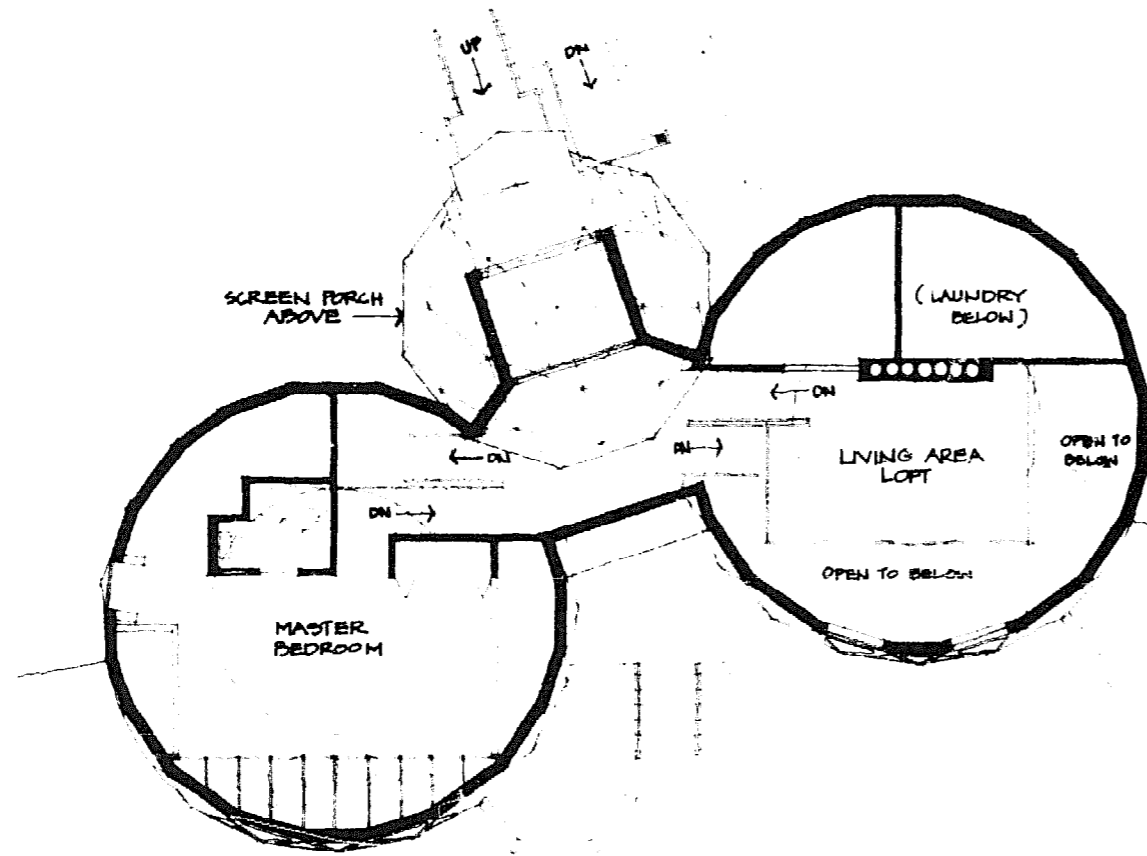 UP
DN
SCREEN PORCH
ABOVE
(LAUNDRY
BELOW)
DN
DN
DN
LIVING AREA
LOFT
OPEN TO
BELOW
DN
OPEN TO BELOW
MASTER
BEDROOM